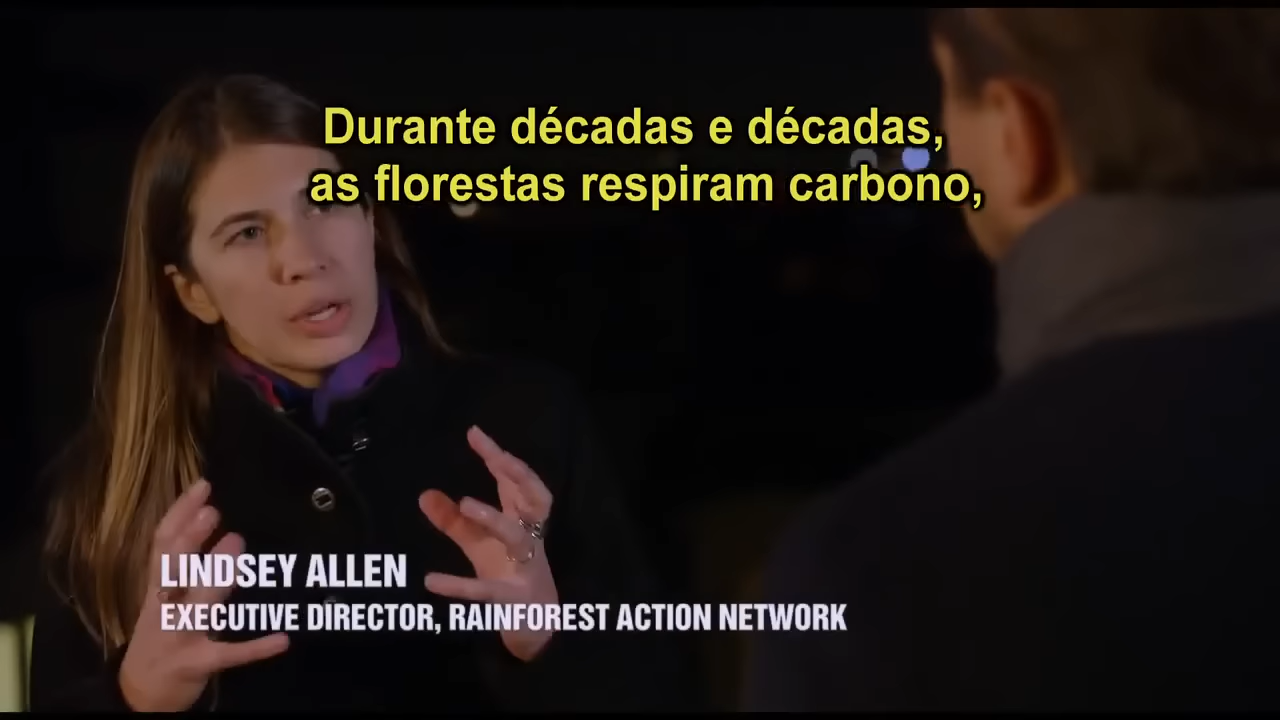 Durante décadas e décadas,
as florestas respiram carbono,
LINDSEY ALLEN
EXECUTIVE DIRECTOR, RAINFOREST ACTION NETWORK